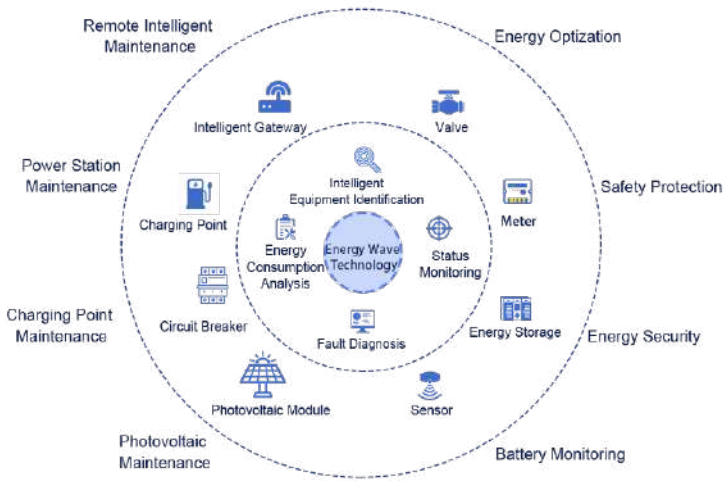 Remote Intelligent
Maintenance
Energy Optization
Intelligent Gateway
Valve
Power Station
Maintenance
Intelligent
Equipment Identification
Safety Protection
Charging Point
Meter
Energy
Consumption
Analysis
Energy Wave
Technology
Status
Monitoring
Charging Point
Maintenance
Circuit Breaker
Fault Diagnosis
Energy Storage
Energy Security
Photovoltaic Module
Sensor
Photovoltaic
Maintenance
Battery Monitoring